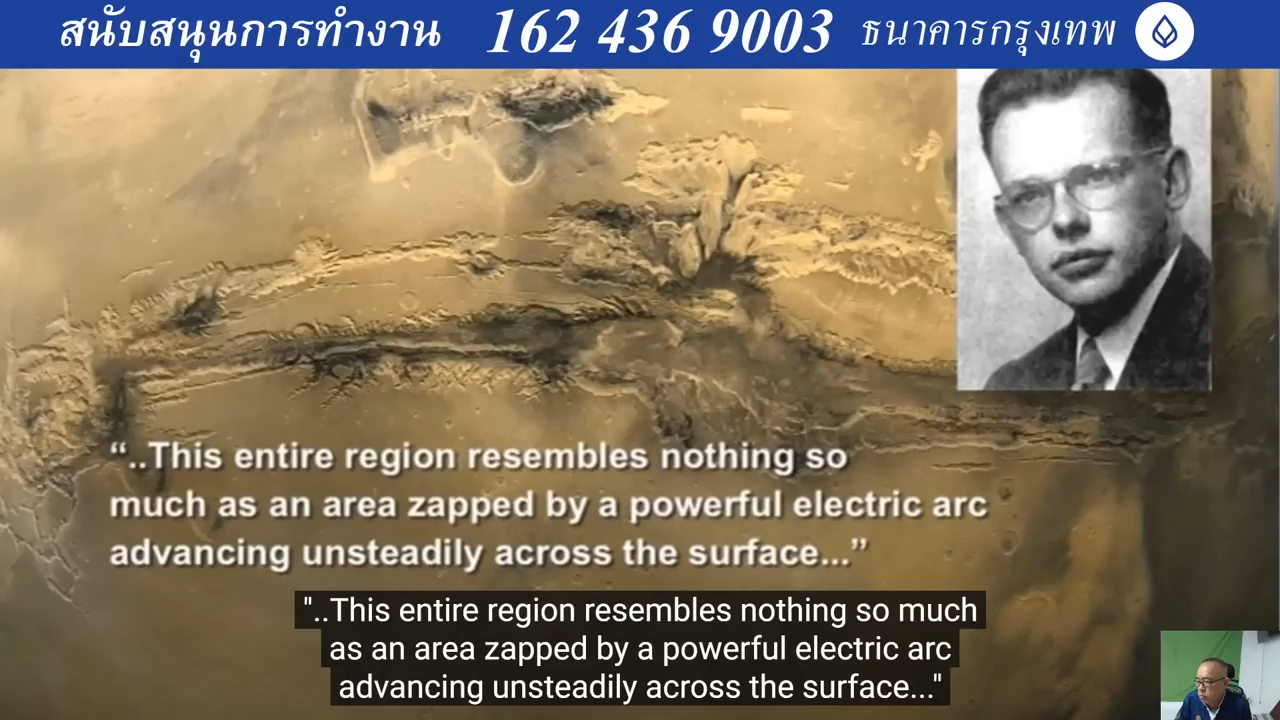 สนับสนุนการทำงาน 162 436 9003 ธนาคารกรุงเทพ
“..This entire region resembles nothing so
much as an area zapped by a powerful electric arc
advancing unsteadily across the surface...”
"..This entire region resembles nothing so much
as an area zapped by a powerful electric arc
advancing unsteadily across the surface..."